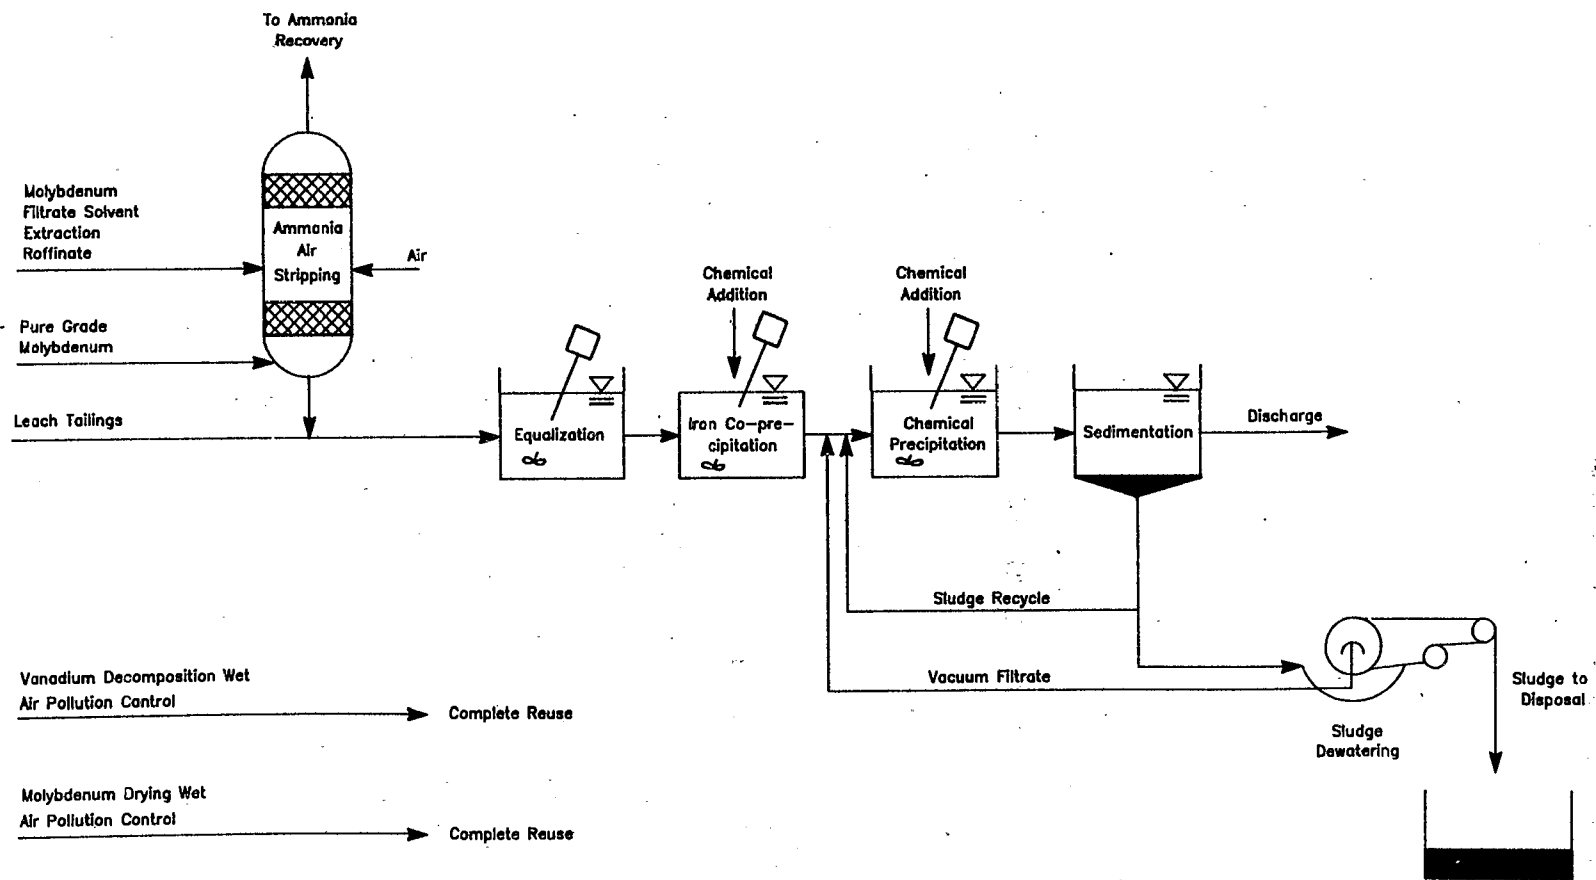 To Ammonia
Recovery
Molybdenum
Filtrate Solvent
Extraction
Roffinate
Ammania
Air
Stripping
Air
Pure Grade
Molybdenum
Leach Tailings
Equalization
Chemical
Addition
Iron Co-pre-
cipitation
Chemical
Addition
Chemical
Precipitation
Sedimentation
Discharge
Sludge Recycle
Vacuum Filtrate
Sludge
Dewatering
Sludge to
Disposal
Vanadium Decomposition Wet
Air Pollution Control
Complete Reuse
Molybdenum Drying Wet
Air Pollution Control
Complete Reuse